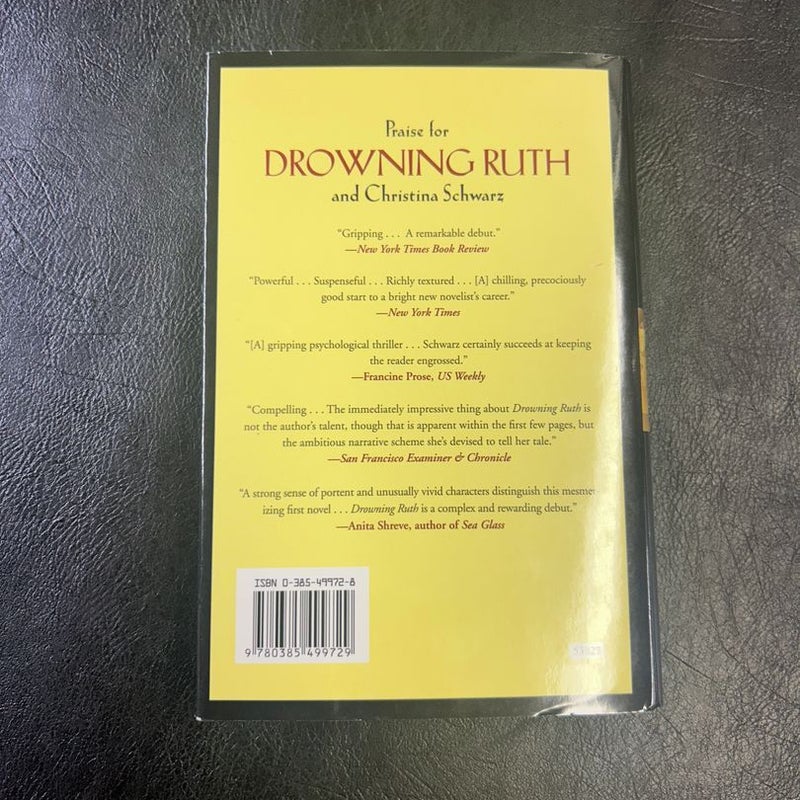 Praise for
DROWNING RUTH
and Christina Schwarz
“Gripping . . . A remarkable debut.”
—New York Times Book Review
“Powerful . . . Suspenseful . . . Richly textured . . . [A] chilling, precociously
good start to a bright new novelist’s career.”
—New York Times
“[A] gripping psychological thriller . . . Schwarz certainly succeeds at keeping
the reader engrossed.”
—Francine Prose, US Weekly
“Compelling . . . The immediately impressive thing about Drowning Ruth is
not the author’s talent, though that is apparent within the first few pages, but
the ambitious narrative scheme she’s devised to tell her tale.”
—San Francisco Examiner & Chronicle
“A strong sense of portent and unusually vivid characters distinguish this mesmer-
izing first novel . . . Drowning Ruth is a complex and rewarding debut.”
—Anita Shreve, author of Sea Glass
ISBN 0-385-49972-8
9 780385 499729